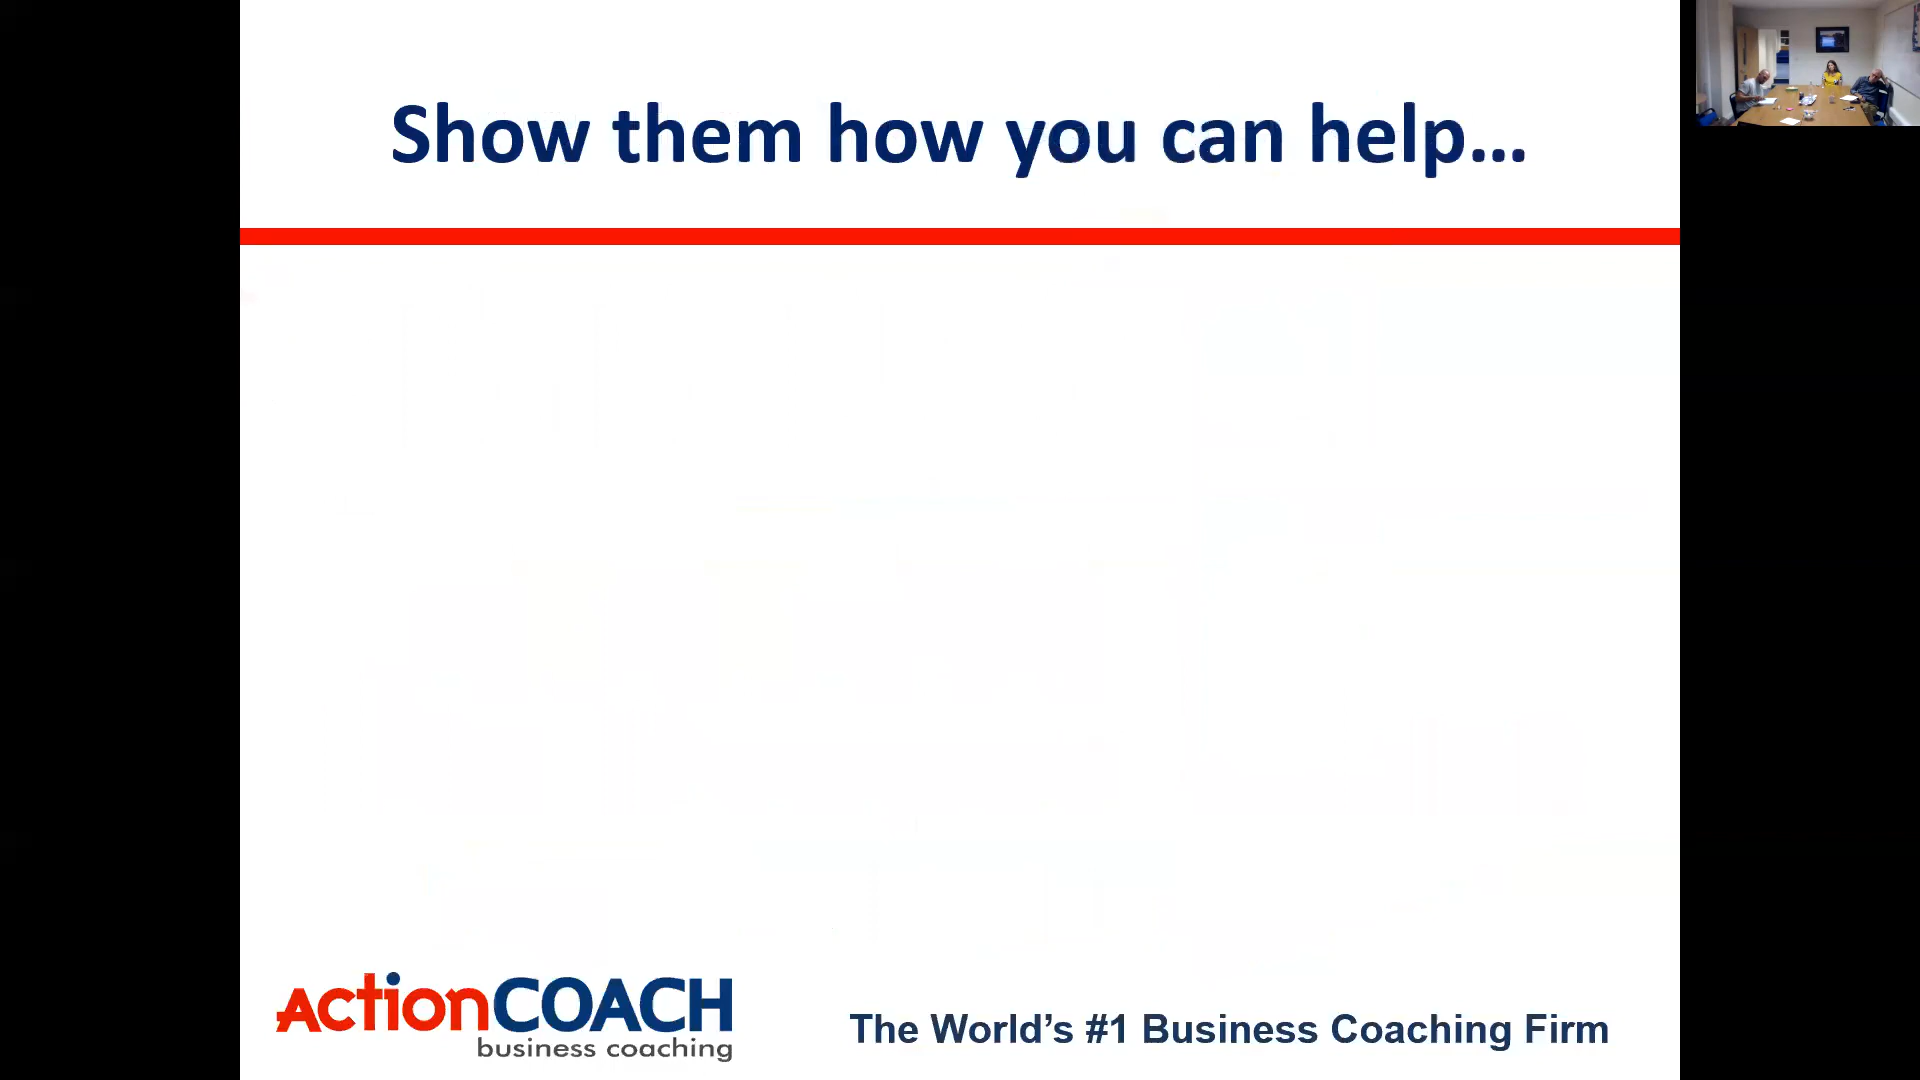 Show them how you can help...
ActionCOACH
business coaching
The World’s #1 Business Coaching Firm